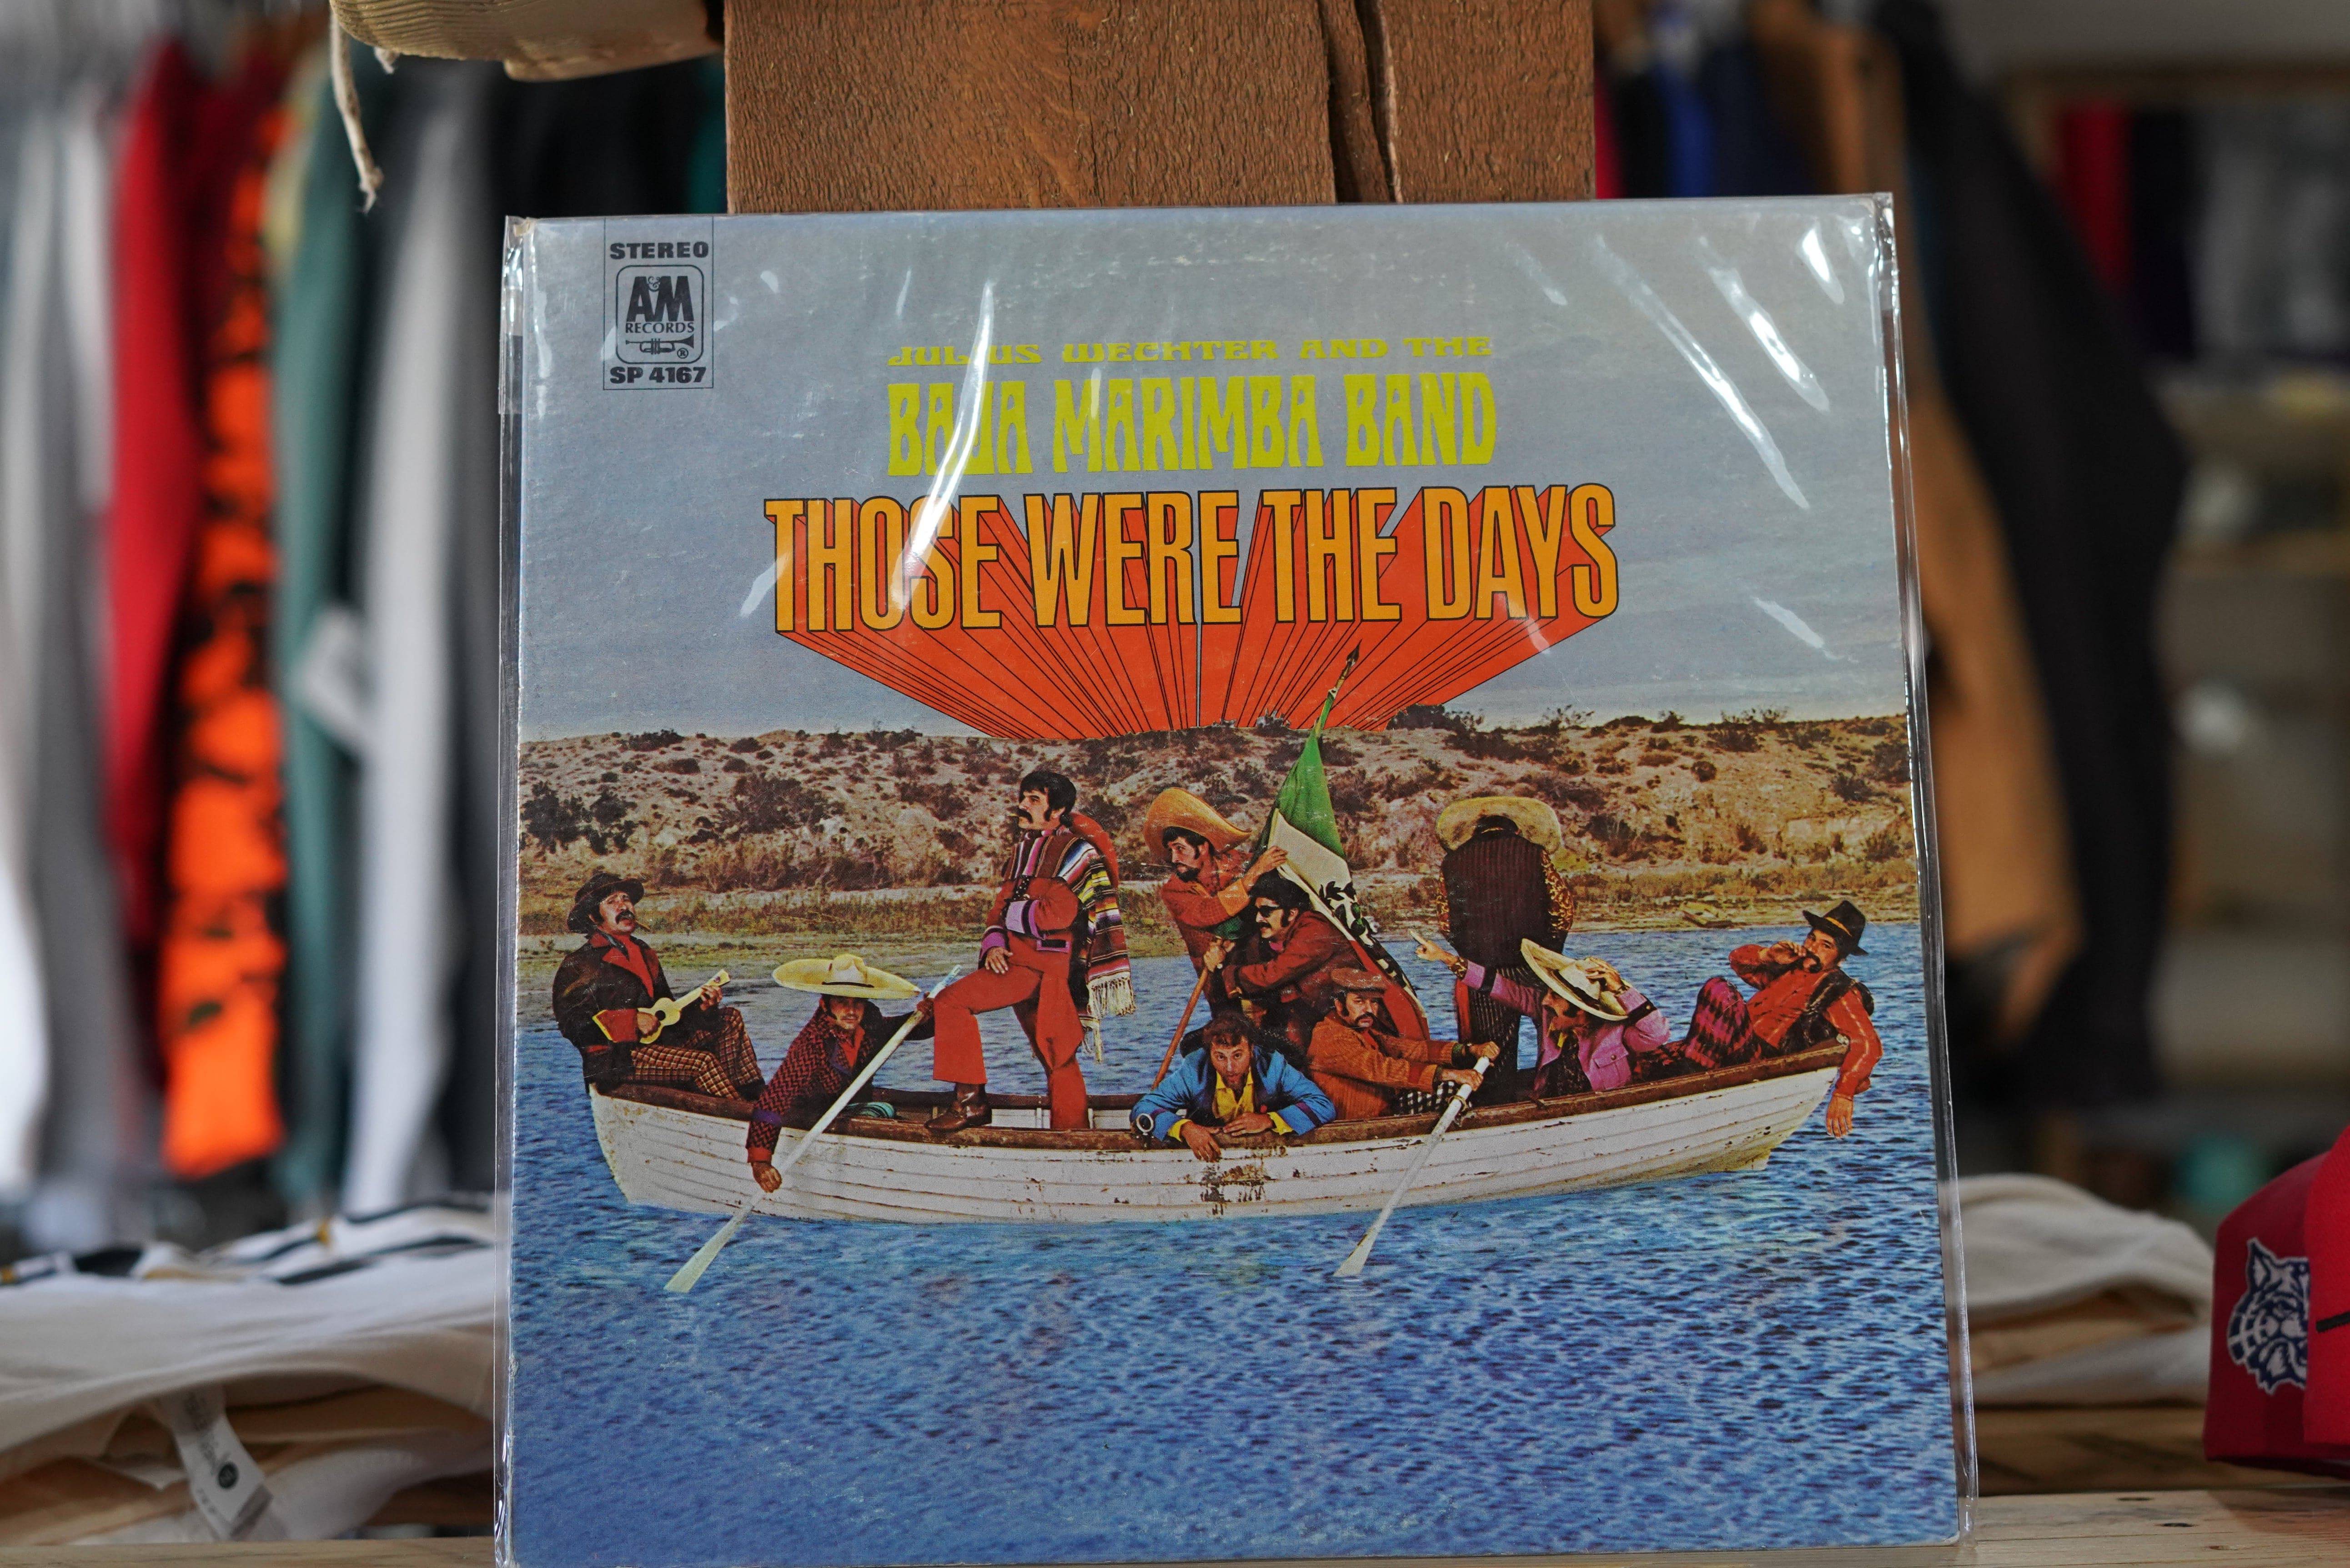 STEREO
A&M
RECORDS
®
SP 4167
JULIUS WECHTER AND THE
BAJA MARIMBA BAND
THOSE WERE THE DAYS